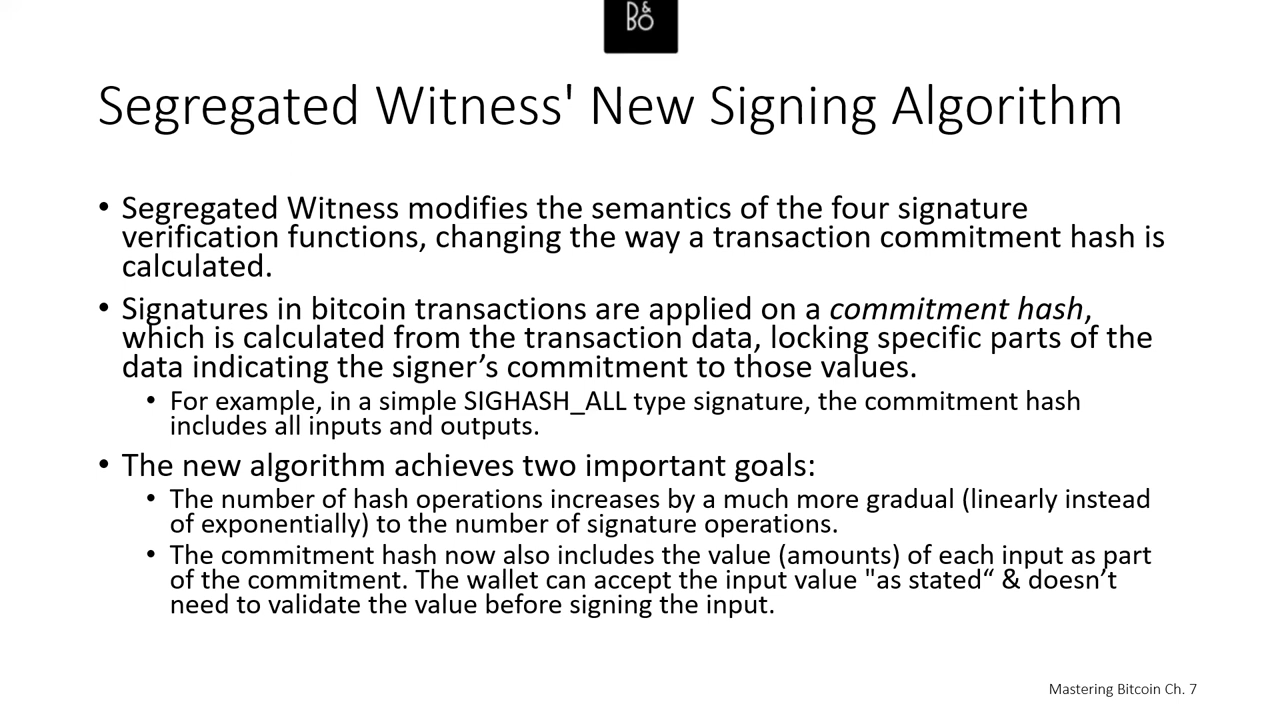 B&O
Segregated Witness' New Signing Algorithm
• Segregated Witness modifies the semantics of the four signature
verification functions, changing the way a transaction commitment hash is
calculated.
• Signatures in bitcoin transactions are applied on a commitment hash,
which is calculated from the transaction data, locking specific parts of the
data indicating the signer’s commitment to those values.
• For example, in a simple SIGHASH_ALL type signature, the commitment hash
includes all inputs and outputs.
• The new algorithm achieves two important goals:
• The number of hash operations increases by a much more gradual (linearly instead
of exponentially) to the number of signature operations.
• The commitment hash now also includes the value (amounts) of each input as part
of the commitment. The wallet can accept the input value "as stated“ & doesn’t
need to validate the value before signing the input.
Mastering Bitcoin Ch. 7